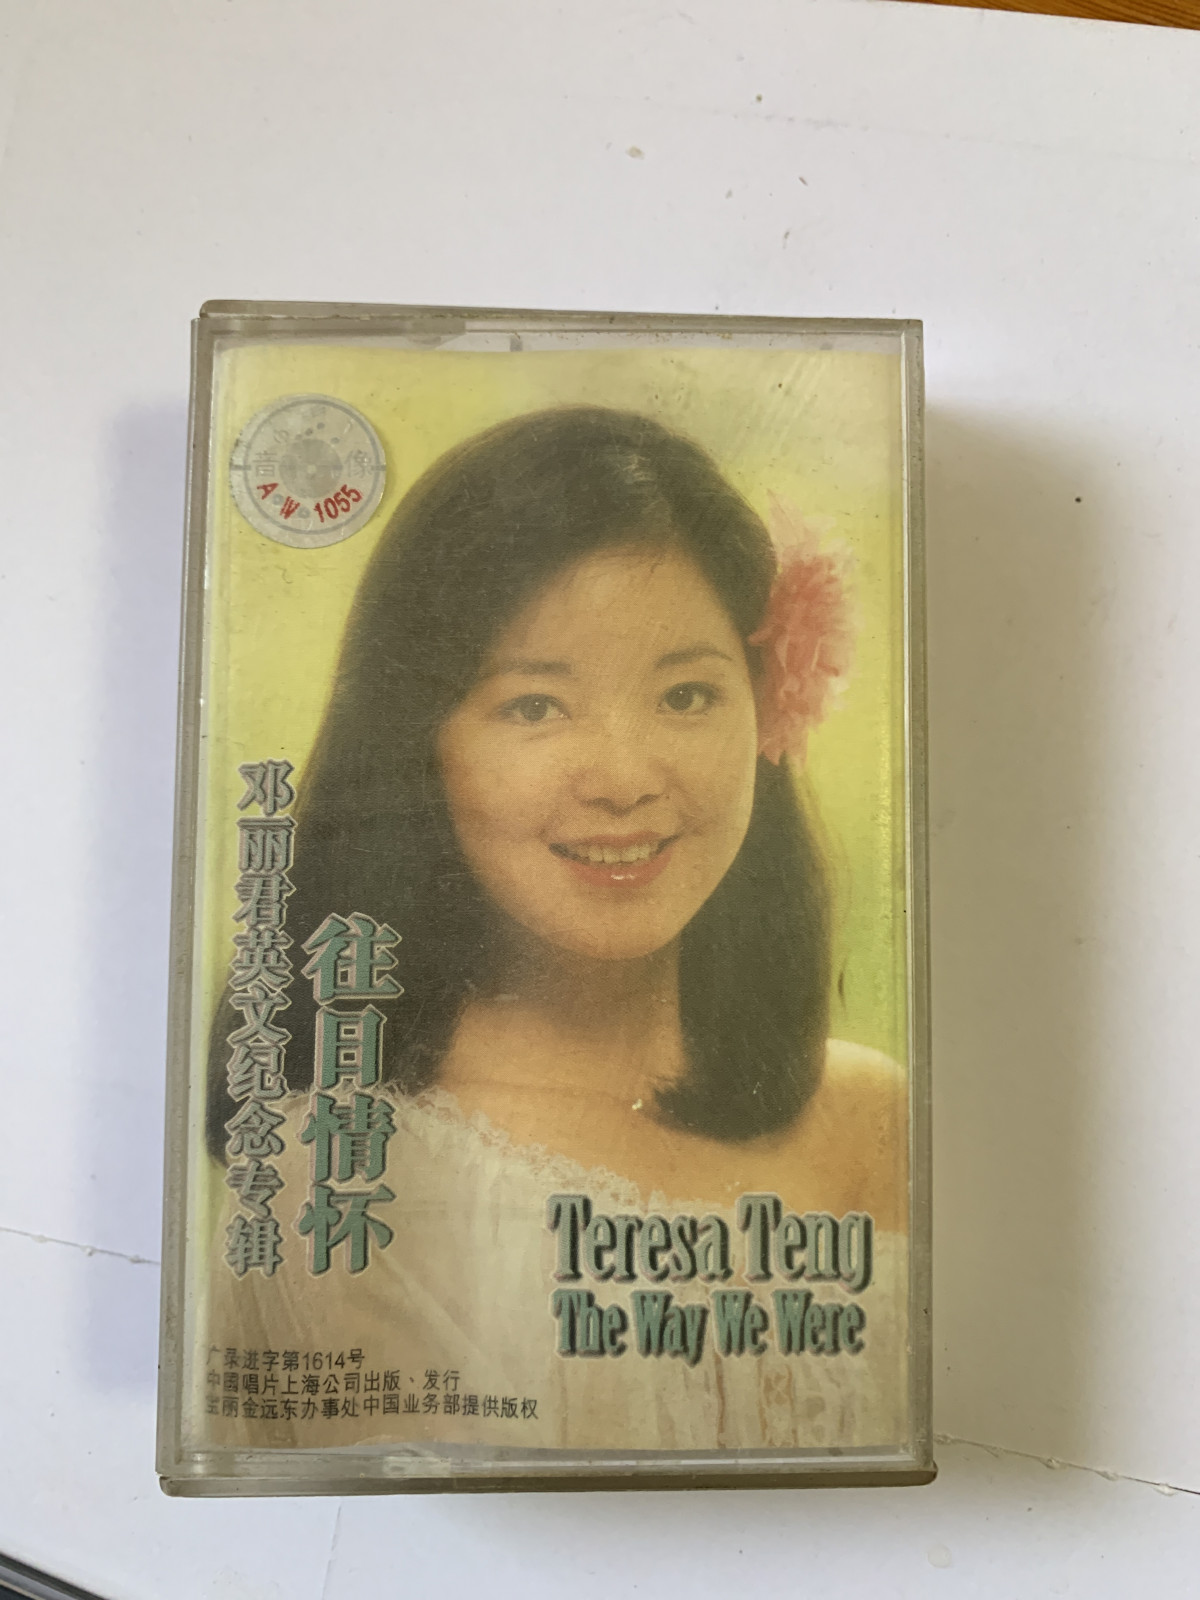 音 像
AW 1055
邓丽君英文纪念专辑
往日情怀
Teresa Teng
The Way We Were
广录进字第1614号
中國唱片上海公司出版、发行
宝丽金远东办事处中国业务部提供版权